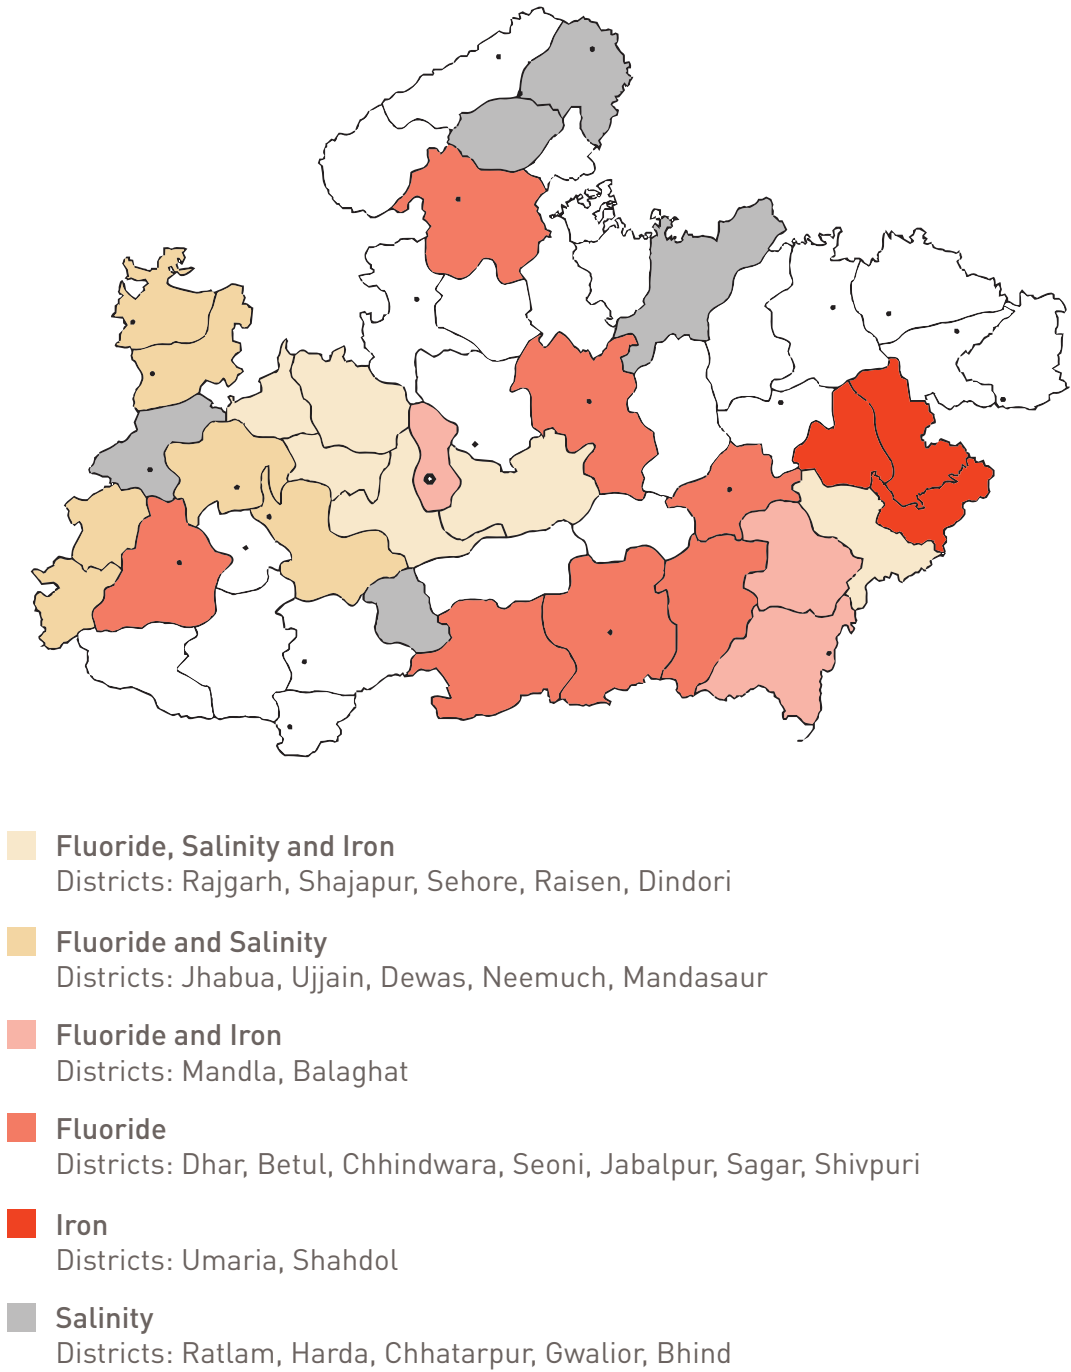 Fluoride, Salinity and Iron
Districts: Rajgarh, Shajapur, Sehore, Raisen, Dindori
Fluoride and Salinity
Districts: Jhabua, Ujjain, Dewas, Neemuch, Mandasaur
Fluoride and Iron
Districts: Mandla, Balaghat
Fluoride
Districts: Dhar, Betul, Chhindwara, Seoni, Jabalpur, Sagar, Shivpuri
Iron
Districts: Umaria, Shahdol
Salinity
Districts: Ratlam, Harda, Chhatarpur, Gwalior, Bhind